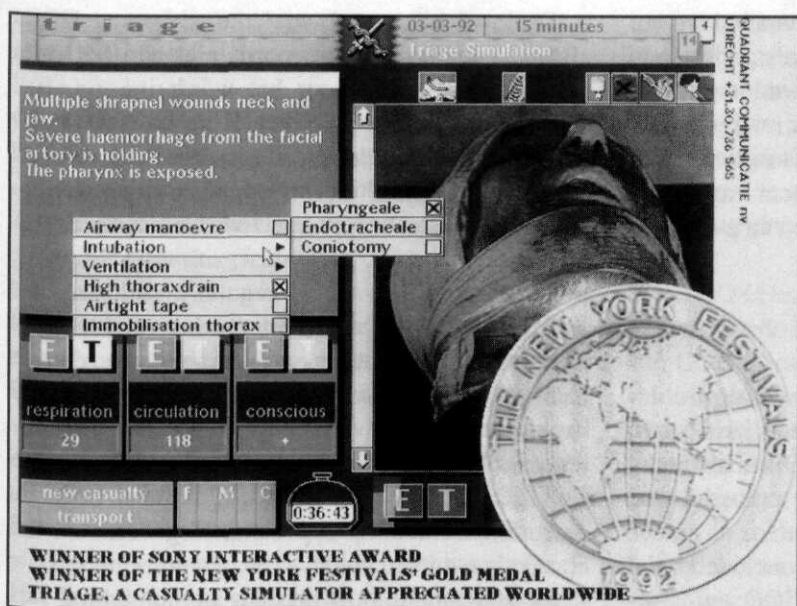 triage
03-03-92
15 minutes
4
14
Triage Simulation
QUADRANT COMMUNICATIE nv
UTRECHT +31.30.736 565
Multiple shrapnel wounds neck and
jaw.
Severe haemorrhage from the facial
artory is holding.
The pharynx is exposed.
Airway manoevre
Intubation
Ventilation
High thoraxdrain
Airtight tape
Immobilisation thorax
Pharyngeale
Endotracheale
Coniotomy
E T E T E T
respiration circulation conscious
29 118 +
new casualty
transport
F M C
0:36:43
E T
THE NEW YORK FESTIVALS
1992
WINNER OF SONY INTERACTIVE AWARD
WINNER OF THE NEW YORK FESTIVALS' GOLD MEDAL
TRIAGE, A CASUALTY SIMULATOR APPRECIATED WORLDWIDE